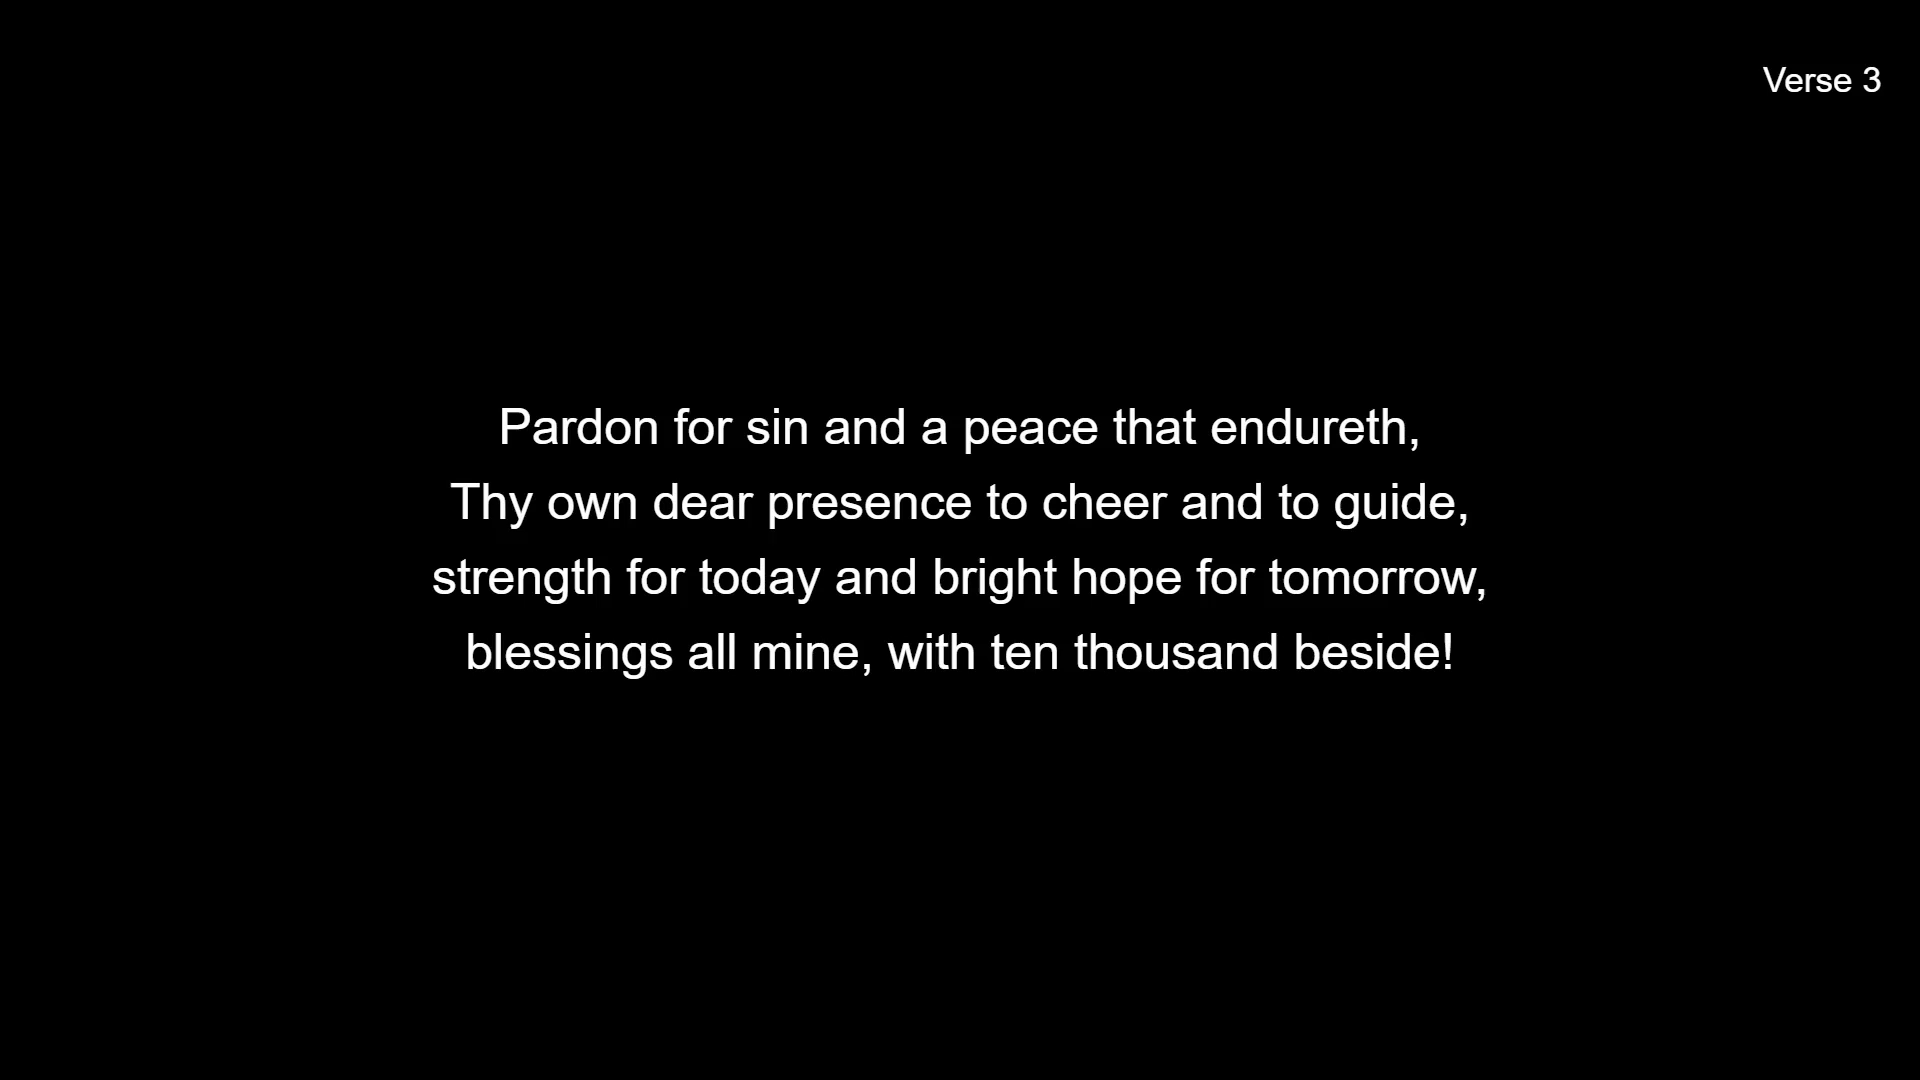 Verse 3
Pardon for sin and a peace that endureth,
Thy own dear presence to cheer and to guide,
strength for today and bright hope for tomorrow,
blessings all mine, with ten thousand beside!